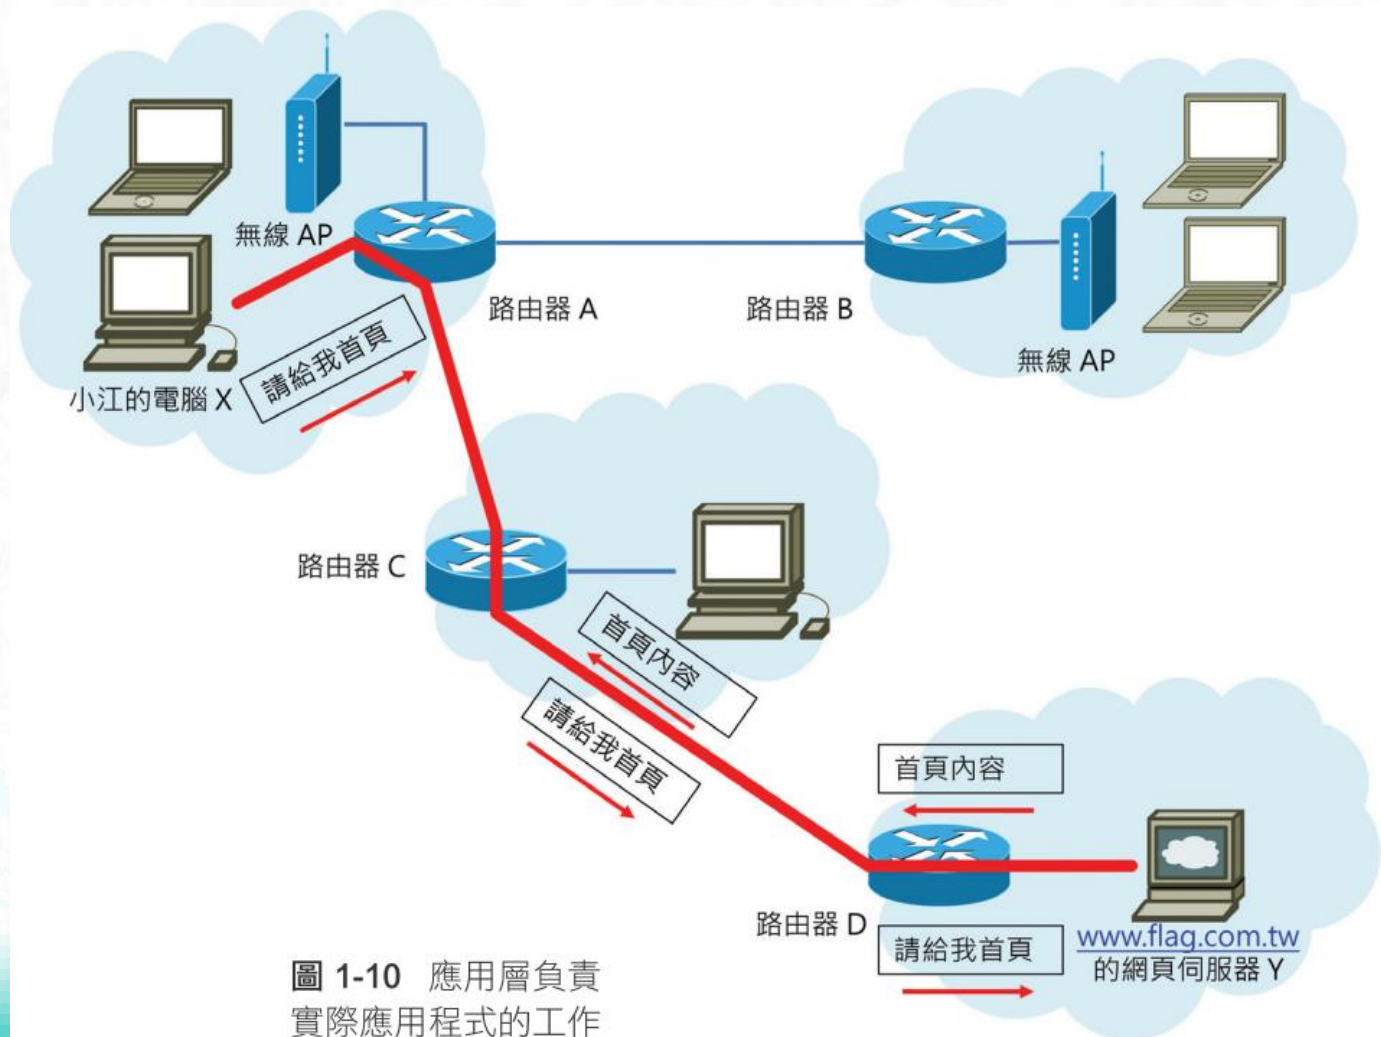 無線 AP
路由器 A
路由器 B
無線 AP
請給我首頁
小江的電腦 X
路由器 C
首頁內容
請給我首頁
首頁內容
路由器 D
請給我首頁
www.flag.com.tw
的網頁伺服器 Y
圖 1-10 應用層負責
實際應用程式的工作